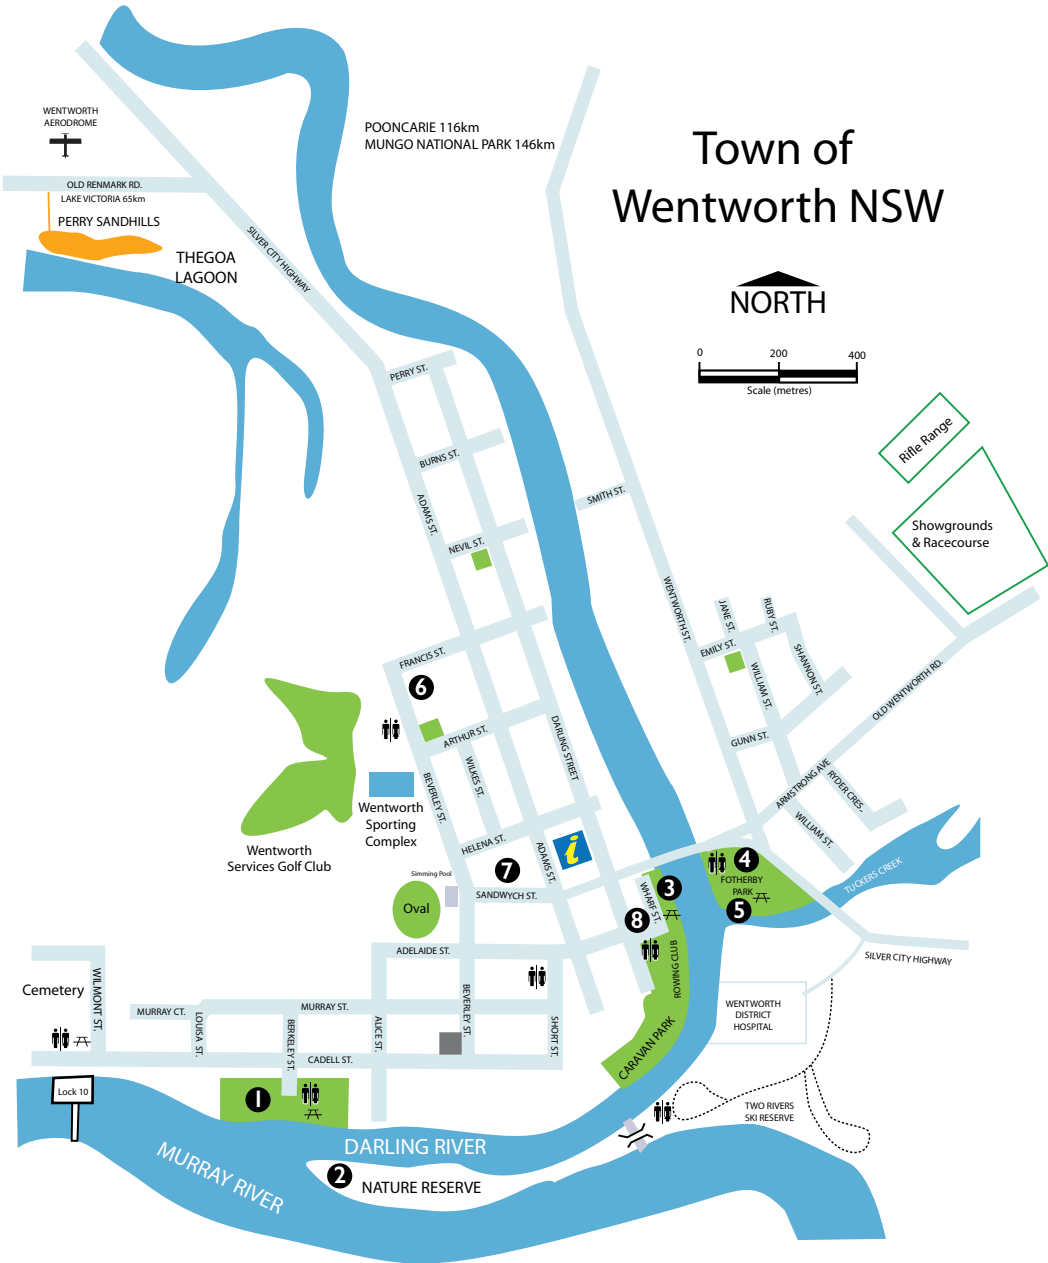 Town of
Wentworth NSW
NORTH
0 200 400
Scale (metres)
WENTWORTH
AERODROME
POONCARIE 116km
MUNGO NATIONAL PARK 146km
OLD RENMARK RD.
LAKE VICTORIA 65km
PERRY SANDHILLS
THEGOA
LAGOON
SILVER CITY HIGHWAY
PERRY ST.
BURNS ST.
ADAMS ST.
NEVIL ST.
SMITH ST.
Rifle Range
Showgrounds
& Racecourse
WENTWORTH ST.
JANE ST.
RUBY ST.
EMILY ST.
WILLIAM ST.
SHANNON ST.
OLD WENTWORTH RD.
GUNN ST.
ARMSTRONG AVE
RYDER CRES.
WILLIAM ST.
TUCKERS CREEK
FRANCIS ST.
6
ARTHUR ST.
DARLING STREET
WILKES ST.
BEVERLEY ST.
Wentworth
Sporting
Complex
Wentworth
Services Golf Club
HELENA ST.
ADAMS ST.
i
7
Simming Pool
SANDWYCH ST.
Oval
WHARF ST.
3
8
4
FOTHERBY
PARK
5
ROWING CLUB
CARAVAN PARK
SILVER CITY HIGHWAY
WENTWORTH
DISTRICT
HOSPITAL
ADELAIDE ST.
Cemetery
WILMONT ST.
MURRAY CT.
LOUISA ST.
MURRAY ST.
BERKELEY ST.
ALICE ST.
BEVERLEY ST.
SHORT ST.
CADELL ST.
Lock 10
1
TWO RIVERS
SKI RESERVE
DARLING RIVER
MURRAY RIVER
2
NATURE RESERVE